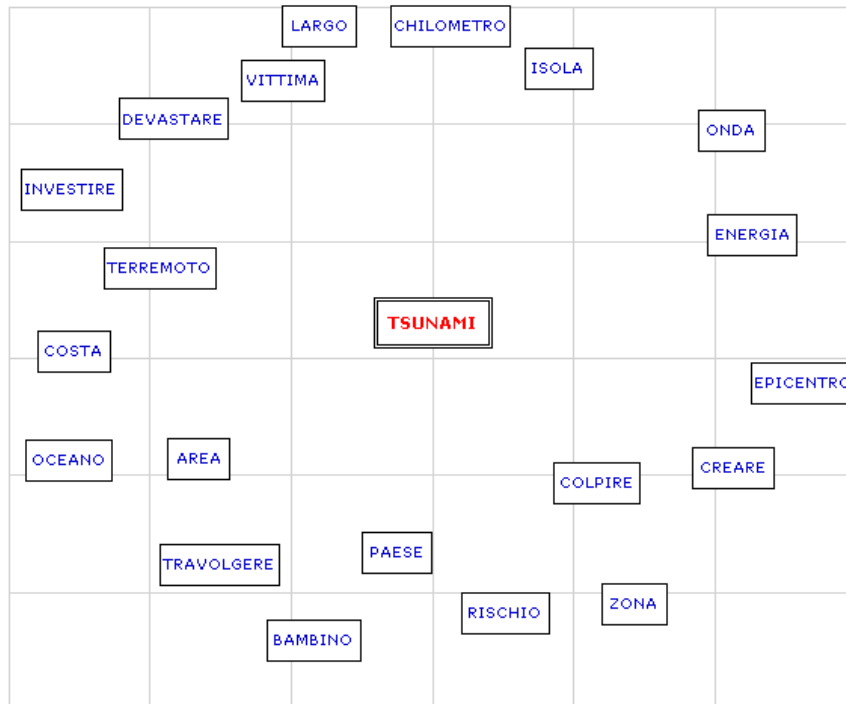 LARGO
CHILOMETRO
ISOLA
VITTIMA
DEVASTARE
ONDA
INVESTIRE
ENERGIA
TERREMOTO
TSUNAMI
COSTA
EPICENTRO
OCEANO
AREA
CREARE
COLPIRE
PAESE
TRAVOLGERE
ZONA
RISCHIO
BAMBINO